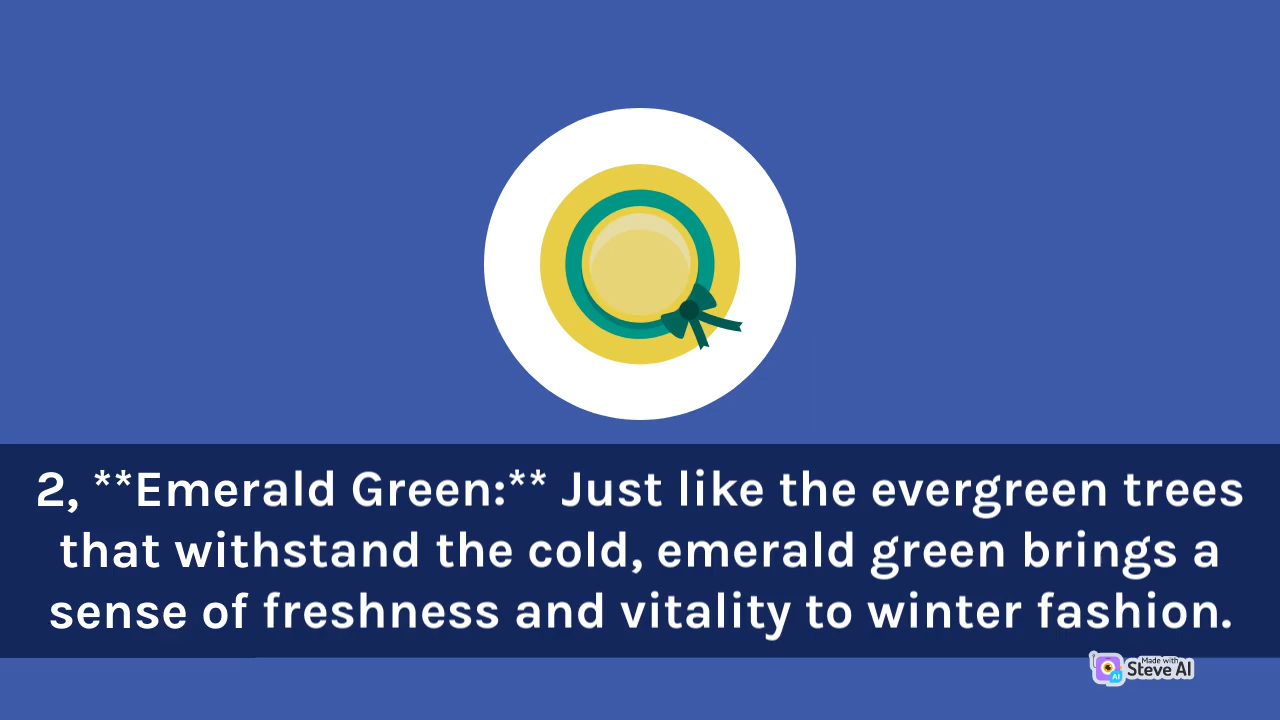 2, **Emerald Green:** Just like the evergreen trees
that withstand the cold, emerald green brings a
sense of freshness and vitality to winter fashion.
Made with
Steve AI
AI